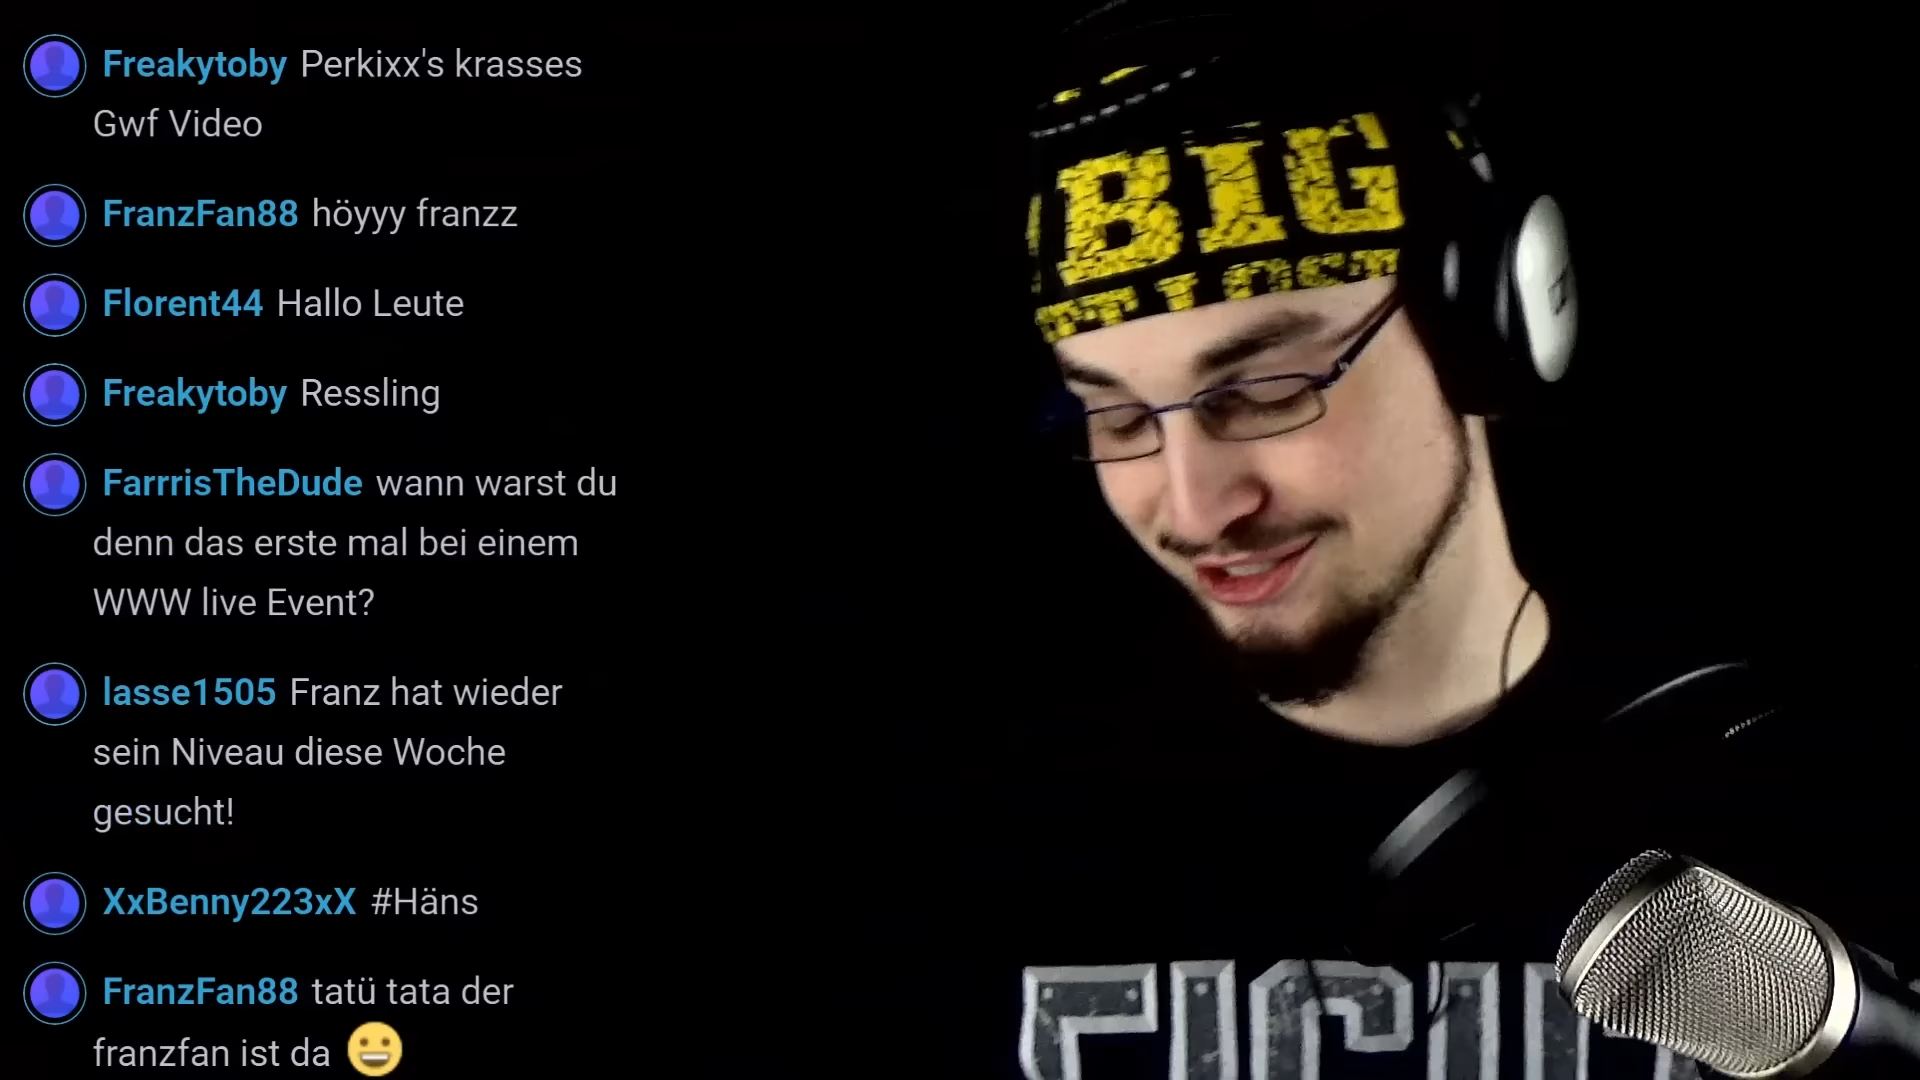 Freakytoby Perkixx's krasses
Gwf Video
FranzFan88 höyyy franzz
Florent44 Hallo Leute
Freakytoby Ressling
FarrrisTheDude wann warst du
denn das erste mal bei einem
WWW live Event?
lasse1505 Franz hat wieder
sein Niveau diese Woche
gesucht!
XxBenny223xX #Häns
FranzFan88 tatü tata der
franzfan ist da 😀
BIG